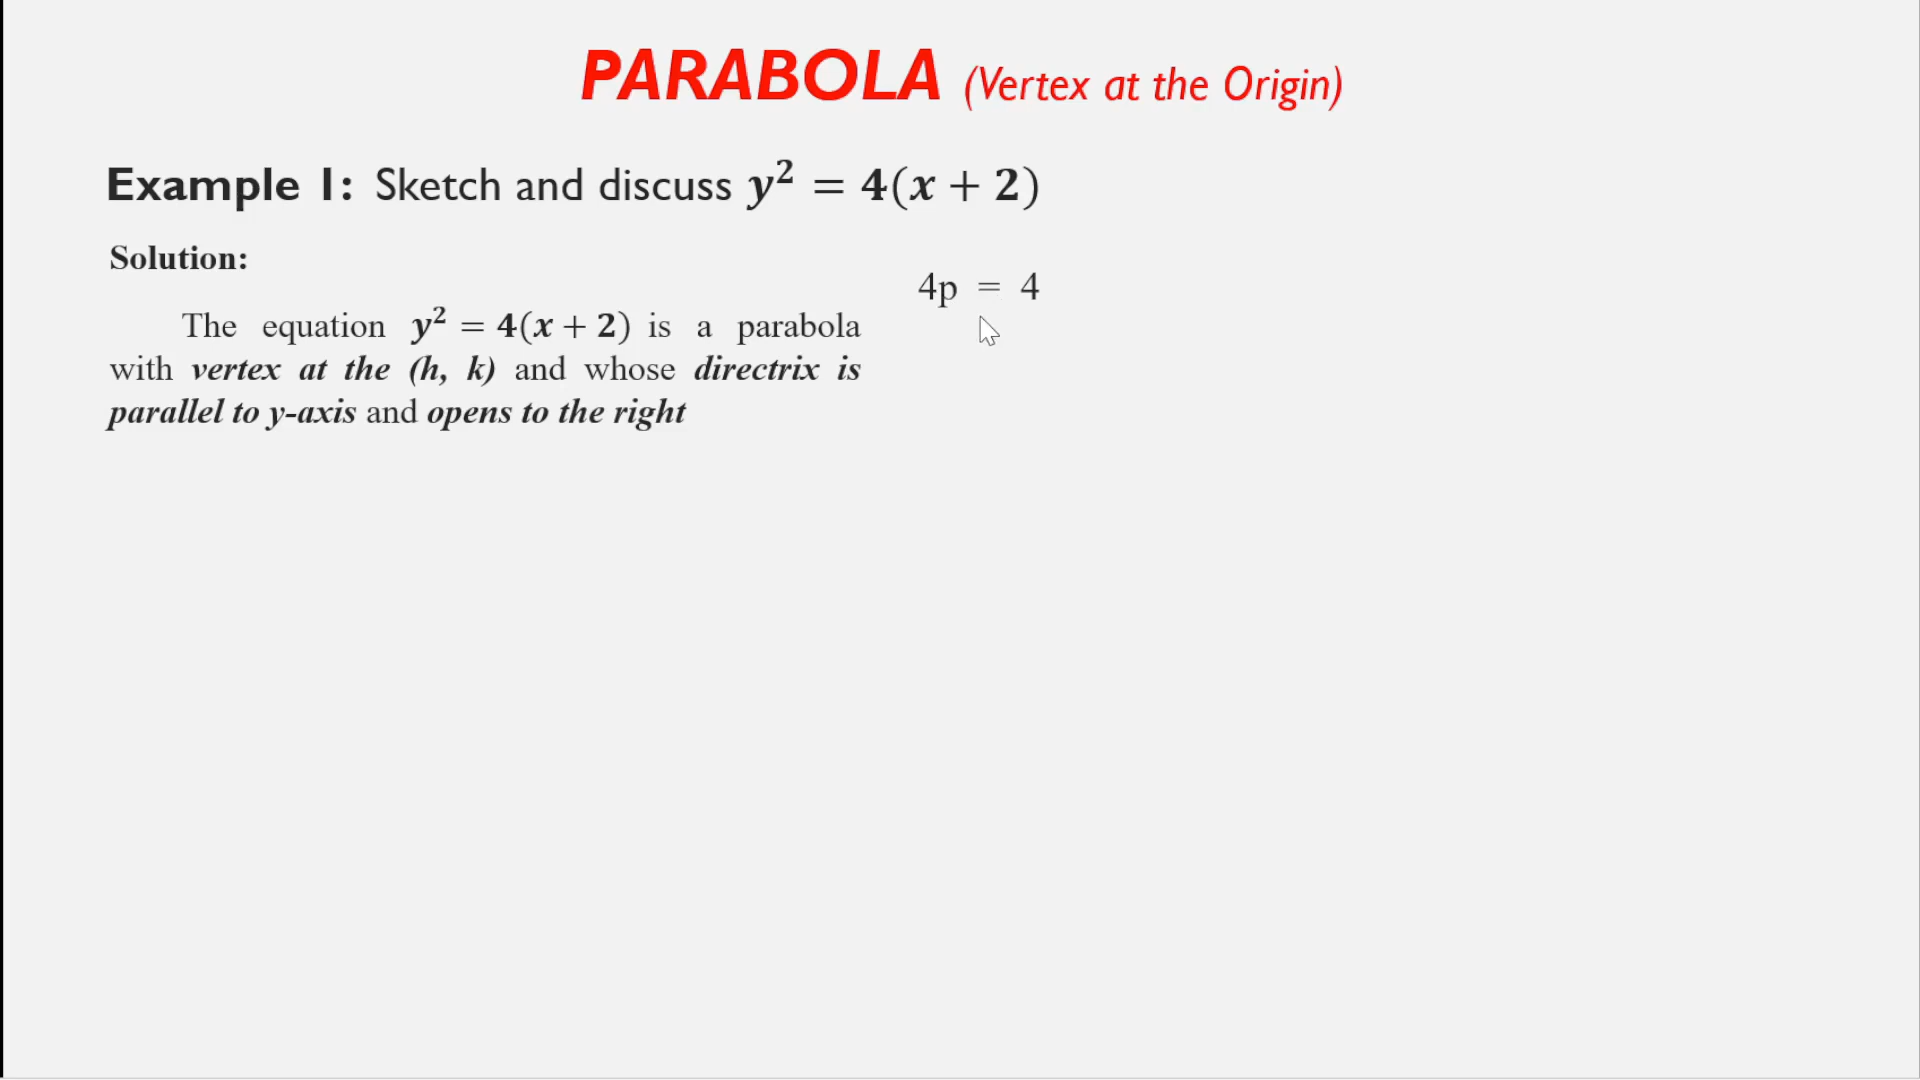 PARABOLA (Vertex at the Origin)
Example 1: Sketch and discuss y² = 4(x + 2)
Solution:
4p = 4
The equation y² = 4(x + 2) is a parabola
with vertex at the (h, k) and whose directrix is
parallel to y-axis and opens to the right